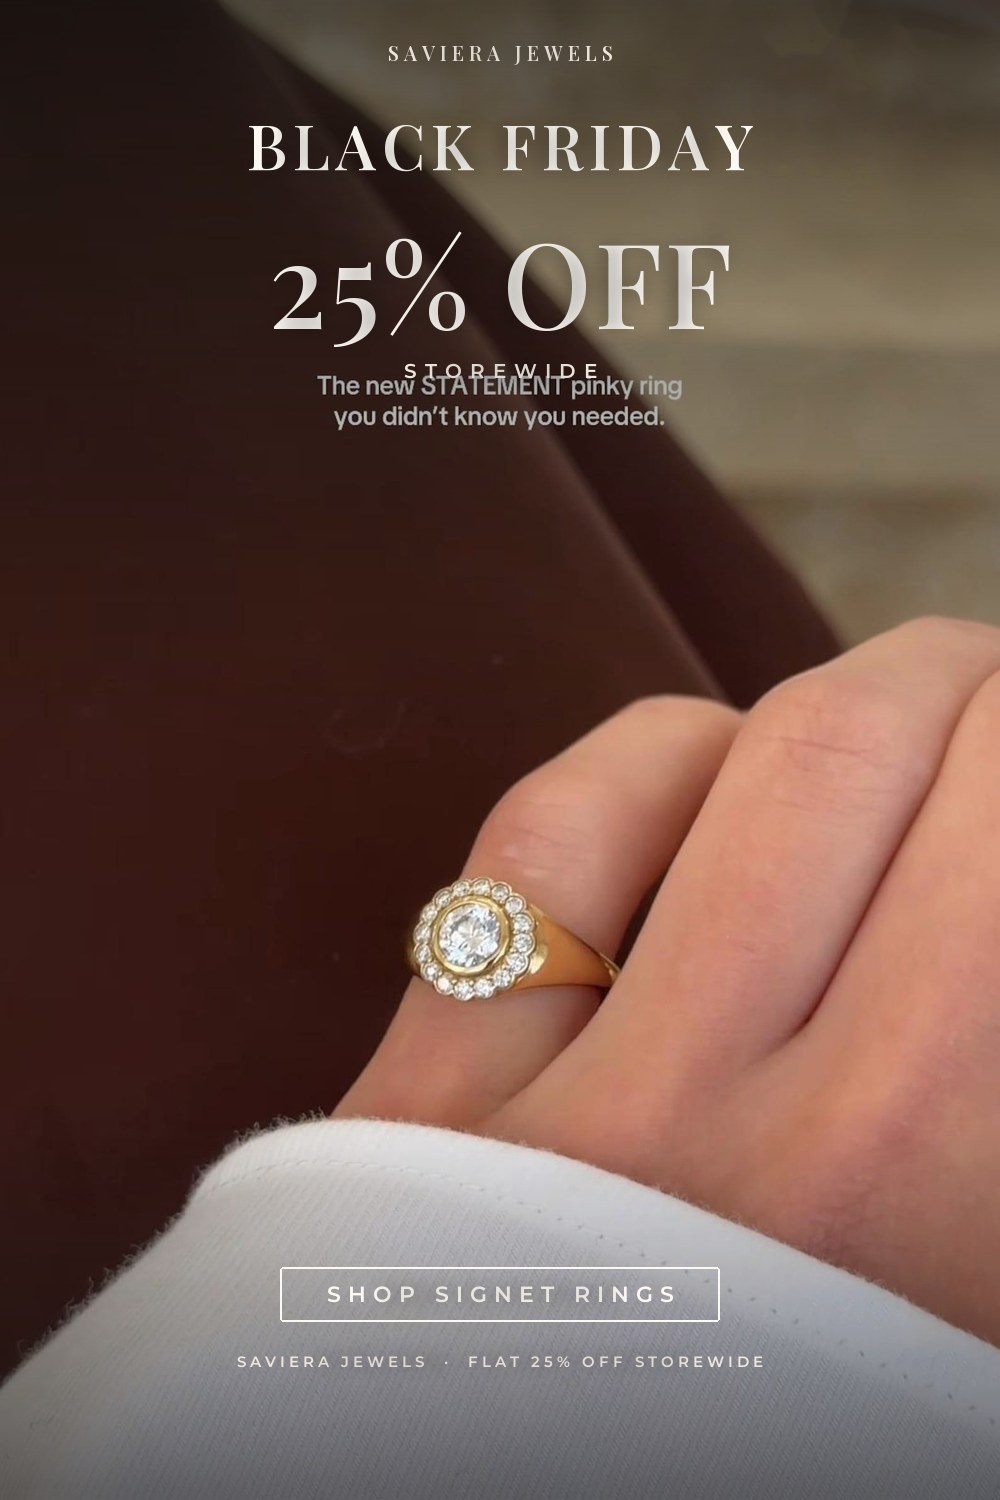 SAVIERA JEWELS
BLACK FRIDAY
25% OFF
STOREWIDE
The new STATEMENT pinky ring
you didn’t know you needed.
SHOP SIGNET RINGS
SAVIERA JEWELS · FLAT 25% OFF STOREWIDE